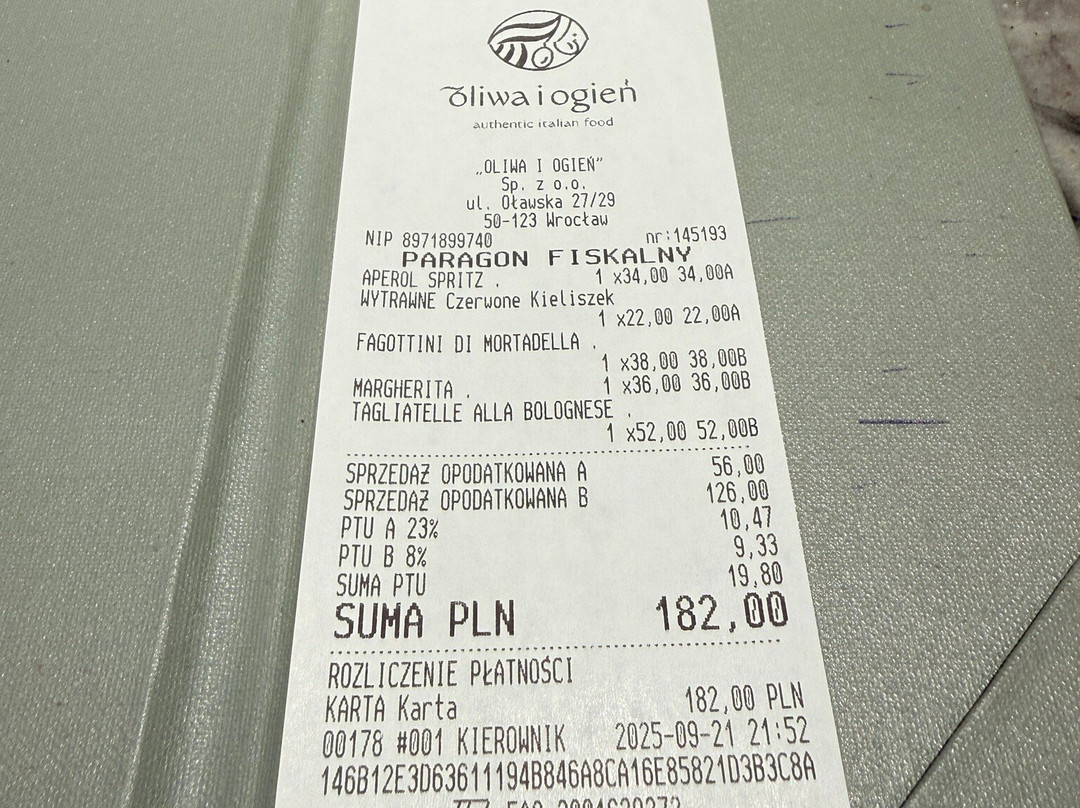 Oliwa i ogień
authentic italian food
„OLIWA I OGIEŃ”
Sp. z o.o.
ul. Oławska 27/29
50-123 Wrocław
NIP 8971899740 nr:145193
PARAGON FISKALNY
APEROL SPRITZ . 1 x34,00 34,00A
WYTRAWNE Czerwone Kieliszek
1 x22,00 22,00A
FAGOTTINI DI MORTADELLA .
1 x38,00 38,00B
MARGHERITA . 1 x36,00 36,00B
TAGLIATELLE ALLA BOLOGNESE .
1 x52,00 52,00B
SPRZEDAŻ OPODATKOWANA A 56,00
SPRZEDAŻ OPODATKOWANA B 126,00
PTU A 23% 10,47
PTU B 8% 9,33
SUMA PTU 19,80
SUMA PLN 182,00
ROZLICZENIE PŁATNOŚCI
KARTA Karta 182,00 PLN
00178 #001 KIEROWNIK 2025-09-21 21:52
146B12E3D63611194B846A8CA16E85821D3B3C8A